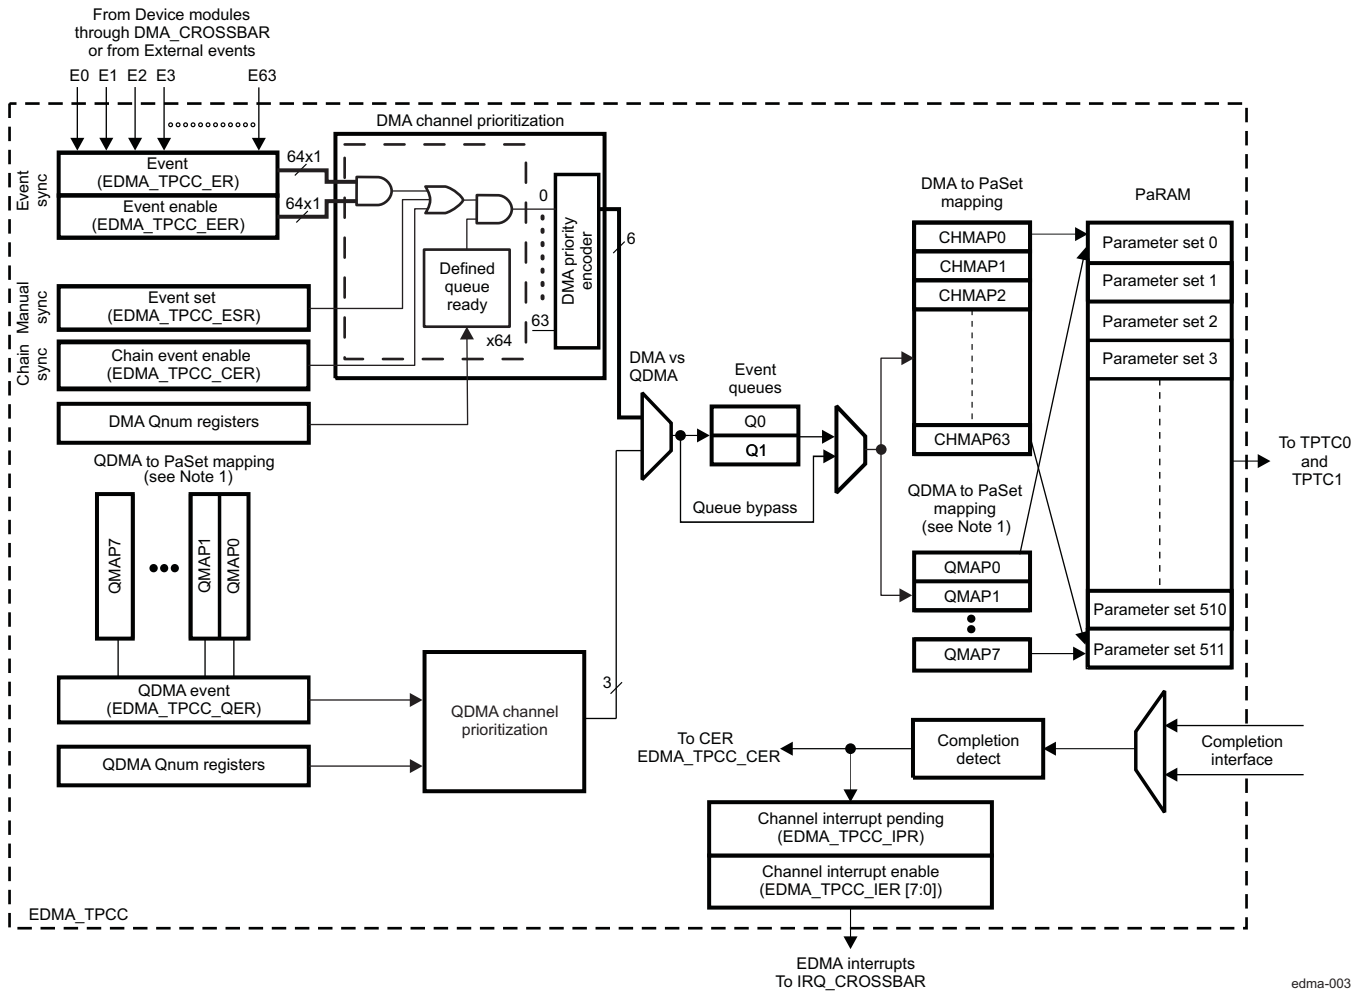 From Device modules
through DMA_CROSSBAR
or from External events
E0 E1 E2 E3 E63
DMA channel prioritization
Event
sync
Event
(EDMA_TPCC_ER)
Event enable
(EDMA_TPCC_EER)
64x1
64x1
Manual
sync
Event set
(EDMA_TPCC_ESR)
Chain
sync
Chain event enable
(EDMA_TPCC_CER)
DMA Qnum registers
Defined
queue
ready
x64
0
63
DMA priority
encoder
6
QDMA to PaSet mapping
(see Note 1)
QMAP7
QMAP1
QMAP0
QDMA event
(EDMA_TPCC_QER)
QDMA Qnum registers
QDMA channel
prioritization
3
DMA vs
QDMA
Event
queues
Q0
Q1
Queue bypass
DMA to PaSet
mapping
CHMAP0
CHMAP1
CHMAP2
CHMAP63
QDMA to PaSet
mapping
(see Note 1)
QMAP0
QMAP1
QMAP7
PaRAM
Parameter set 0
Parameter set 1
Parameter set 2
Parameter set 3
Parameter set 510
Parameter set 511
To TPTC0
and
TPTC1
To CER
EDMA_TPCC_CER
Completion
detect
Completion
interface
Channel interrupt pending
(EDMA_TPCC_IPR)
Channel interrupt enable
(EDMA_TPCC_IER [7:0])
EDMA_TPCC
EDMA interrupts
To IRQ_CROSSBAR
edma-003